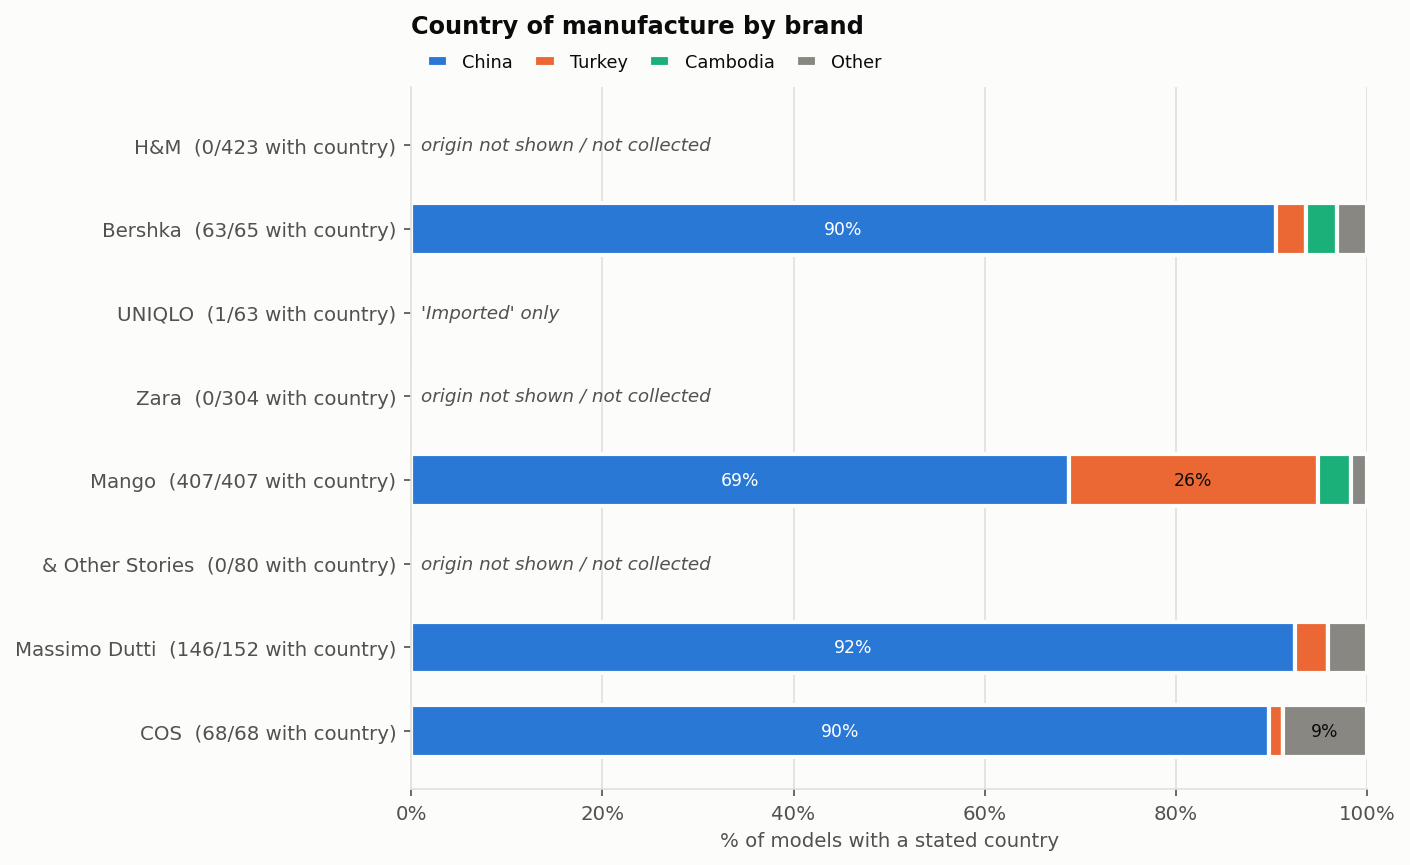 Country of manufacture by brand
China Turkey Cambodia Other
H&M (0/423 with country) origin not shown / not collected
Bershka (63/65 with country) 90%
UNIQLO (1/63 with country) 'Imported' only
Zara (0/304 with country) origin not shown / not collected
Mango (407/407 with country) 69% 26%
& Other Stories (0/80 with country) origin not shown / not collected
Massimo Dutti (146/152 with country) 92%
COS (68/68 with country) 90% 9%
0% 20% 40% 60% 80% 100%
% of models with a stated country